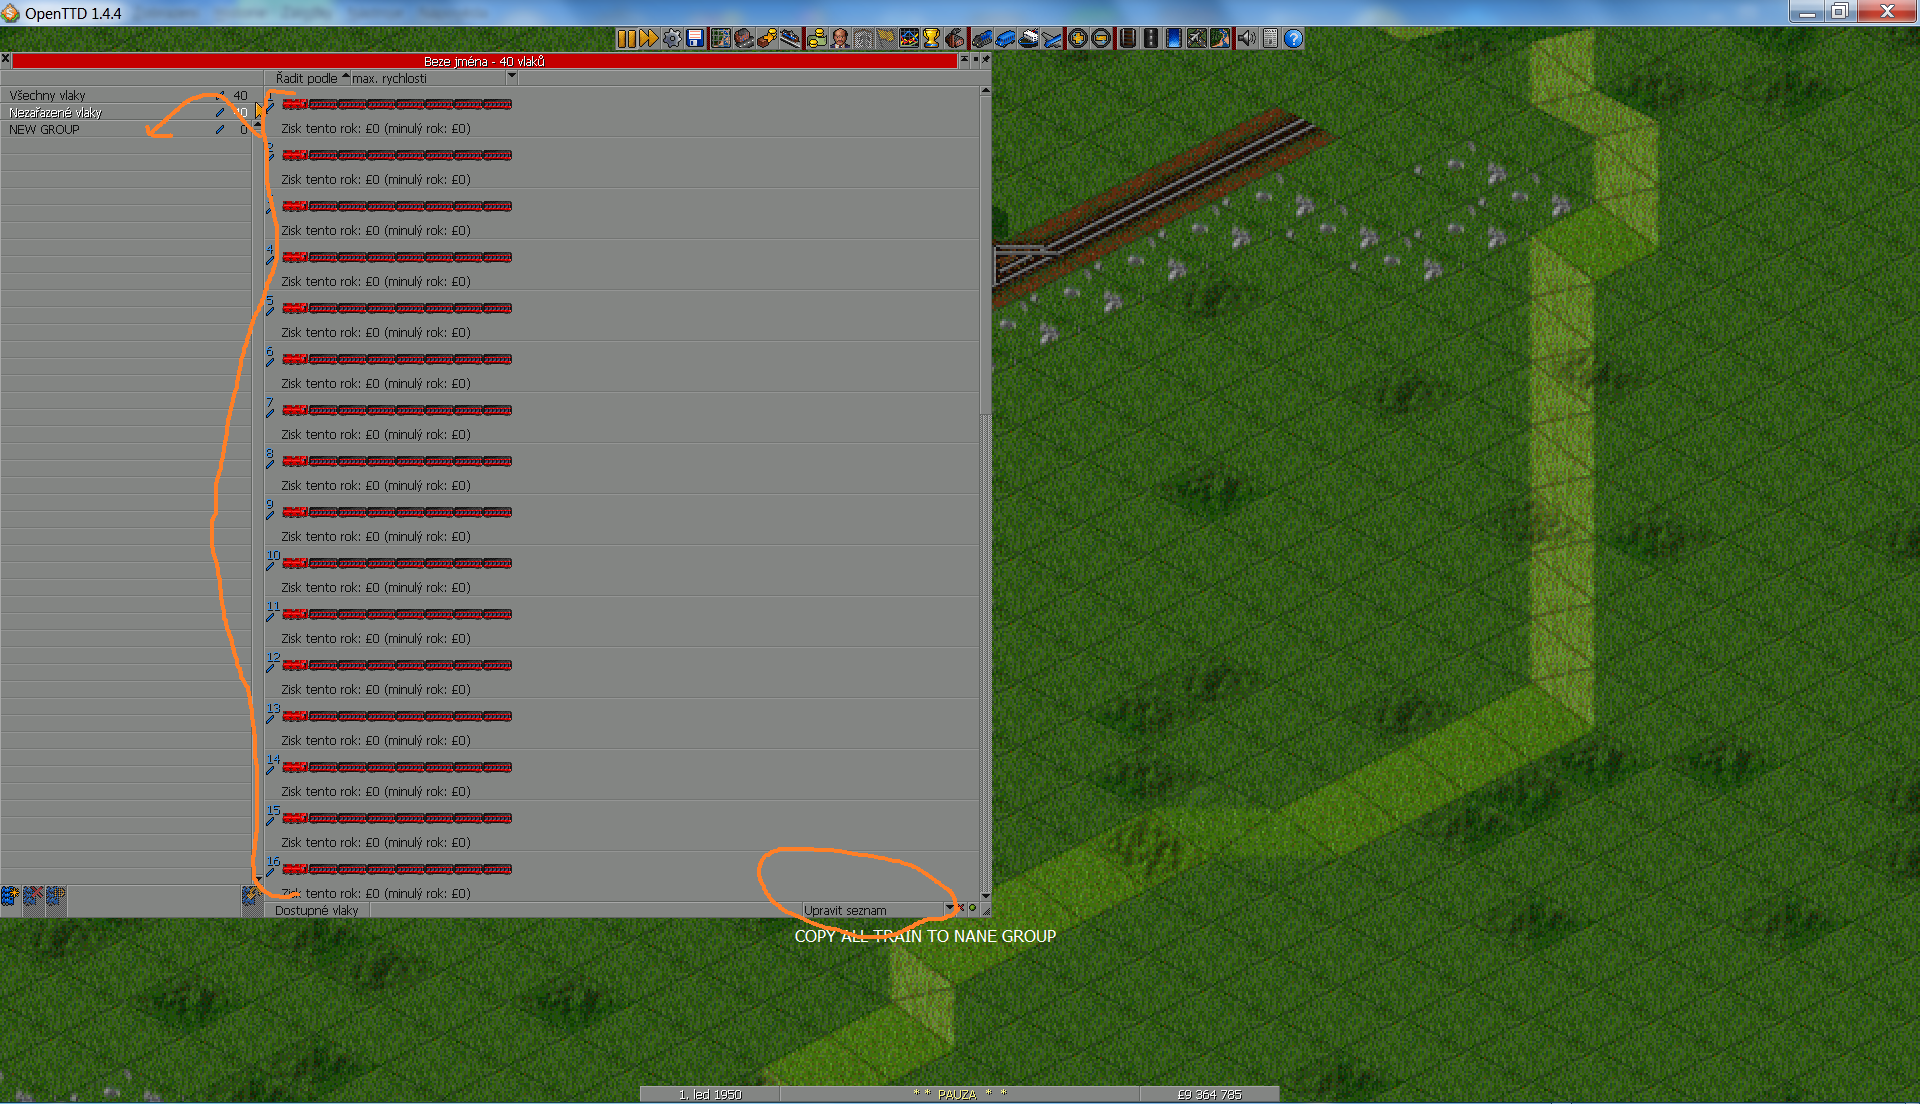 OpenTTD 1.4.4
Beze jména - 40 vlaků
Řadit podle
max. rychlosti
Všechny vlaky 40
Nezařazené vlaky
NEW GROUP 0
1
Zisk tento rok: £0 (minulý rok: £0)
2
Zisk tento rok: £0 (minulý rok: £0)
Zisk tento rok: £0 (minulý rok: £0)
4
Zisk tento rok: £0 (minulý rok: £0)
5
Zisk tento rok: £0 (minulý rok: £0)
6
Zisk tento rok: £0 (minulý rok: £0)
7
Zisk tento rok: £0 (minulý rok: £0)
8
Zisk tento rok: £0 (minulý rok: £0)
9
Zisk tento rok: £0 (minulý rok: £0)
10
Zisk tento rok: £0 (minulý rok: £0)
11
Zisk tento rok: £0 (minulý rok: £0)
12
Zisk tento rok: £0 (minulý rok: £0)
13
Zisk tento rok: £0 (minulý rok: £0)
14
Zisk tento rok: £0 (minulý rok: £0)
15
Zisk tento rok: £0 (minulý rok: £0)
16
Zisk tento rok: £0 (minulý rok: £0)
Dostupné vlaky
Upravit seznam
COPY ALL TRAIN TO NANE GROUP
1. led 1950
* * PAUZA * *
£9 364 785